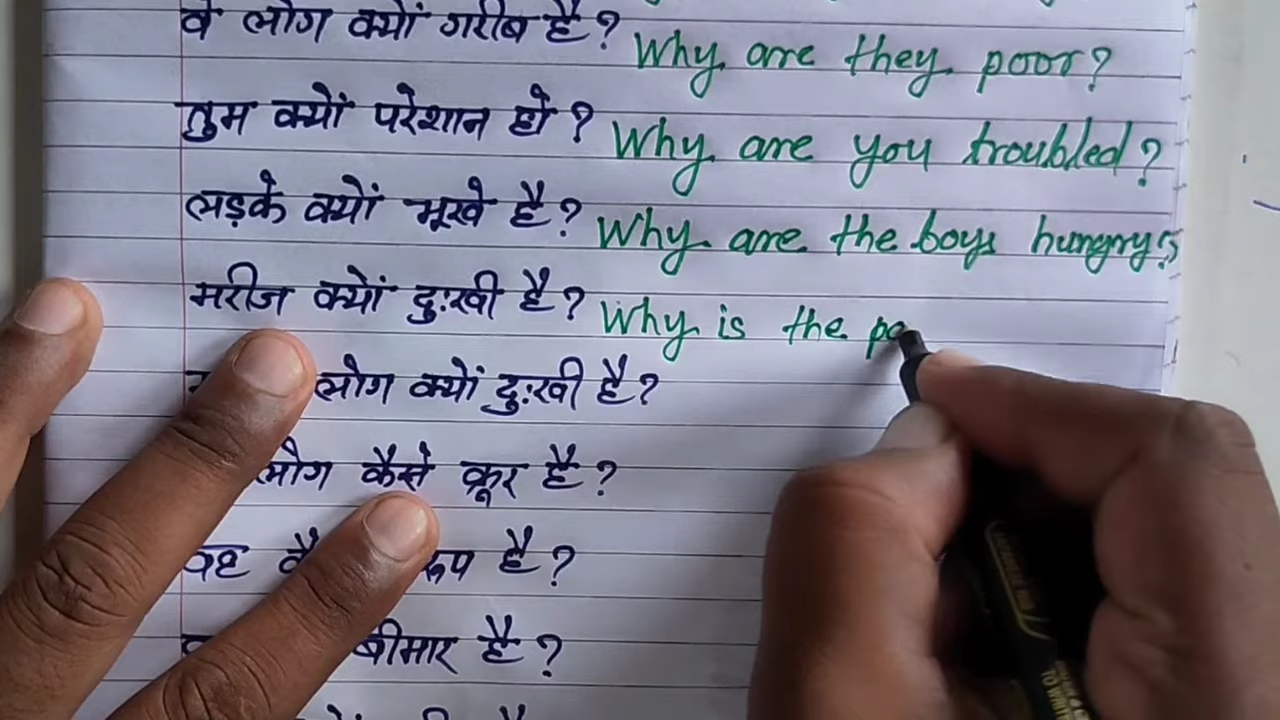 वे लोग क्यों गरीब है? Why are they poor?
तुम क्यों परेशान हो? Why are you troubled?
लड़के क्यों भूखे है? Why are the boys hungry?
मरीज क्यों दुःखी है? Why is the pa
लोग क्यों दुःखी है?
लोग कैसे क्रूर है?
वह है?
बीमार है?